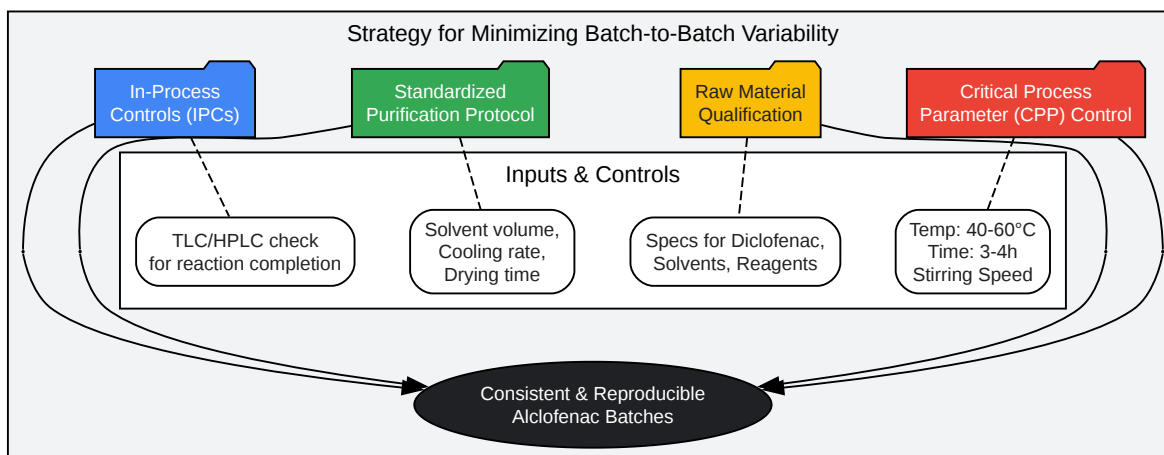 Strategy for Minimizing Batch-to-Batch Variability
In-Process
Controls (IPCs)
Standardized
Purification Protocol
Raw Material
Qualification
Critical Process
Parameter (CPP) Control
Inputs & Controls
TLC/HPLC check
for reaction completion
Solvent volume,
Cooling rate,
Drying time
Specs for Diclofenac,
Solvents, Reagents
Temp: 40-60°C
Time: 3-4h
Stirring Speed
Consistent & Reproducible
Alclofenac Batches